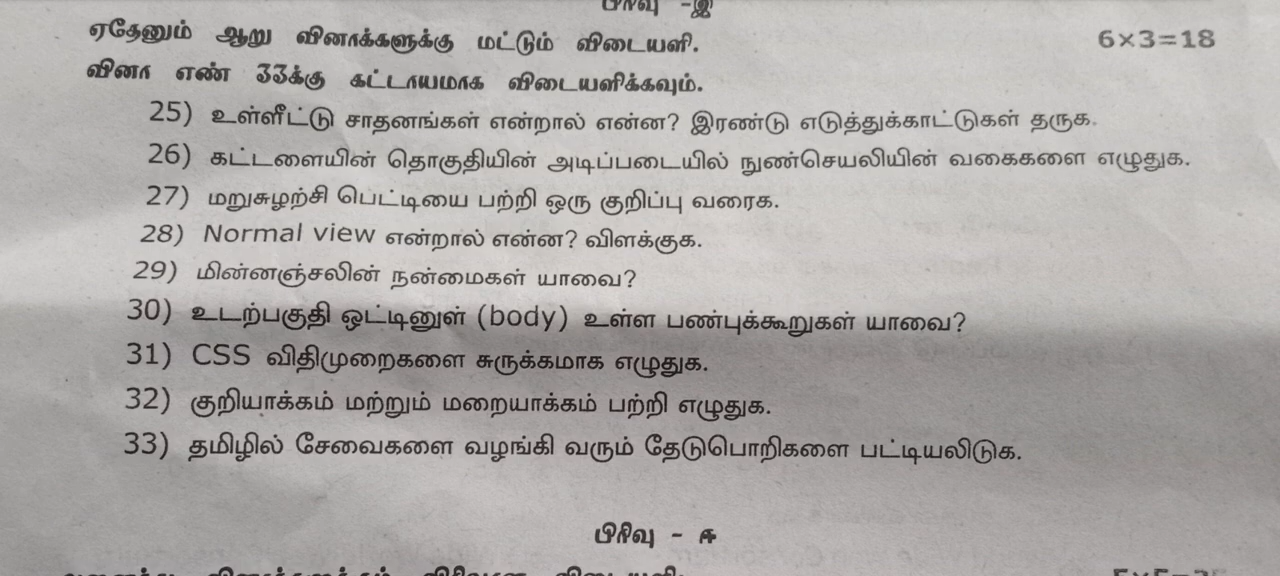 பிரிவு -இ
ஏதேனும் ஆறு வினாக்களுக்கு மட்டும் விடையளி. 6×3=18
வினா எண் 33க்கு கட்டாயமாக விடையளிக்கவும்.
25) உள்ளீட்டு சாதனங்கள் என்றால் என்ன? இரண்டு எடுத்துக்காட்டுகள் தருக.
26) கட்டளையின் தொகுதியின் அடிப்படையில் நுண்செயலியின் வகைகளை எழுதுக.
27) மறுசுழற்சி பெட்டியை பற்றி ஒரு குறிப்பு வரைக.
28) Normal view என்றால் என்ன? விளக்குக.
29) மின்னஞ்சலின் நன்மைகள் யாவை?
30) உடற்பகுதி ஒட்டினுள் (body) உள்ள பண்புக்கூறுகள் யாவை?
31) CSS விதிமுறைகளை சுருக்கமாக எழுதுக.
32) குறியாக்கம் மற்றும் மறையாக்கம் பற்றி எழுதுக.
33) தமிழில் சேவைகளை வழங்கி வரும் தேடுபொறிகளை பட்டியலிடுக.
பிரிவு - ஈ